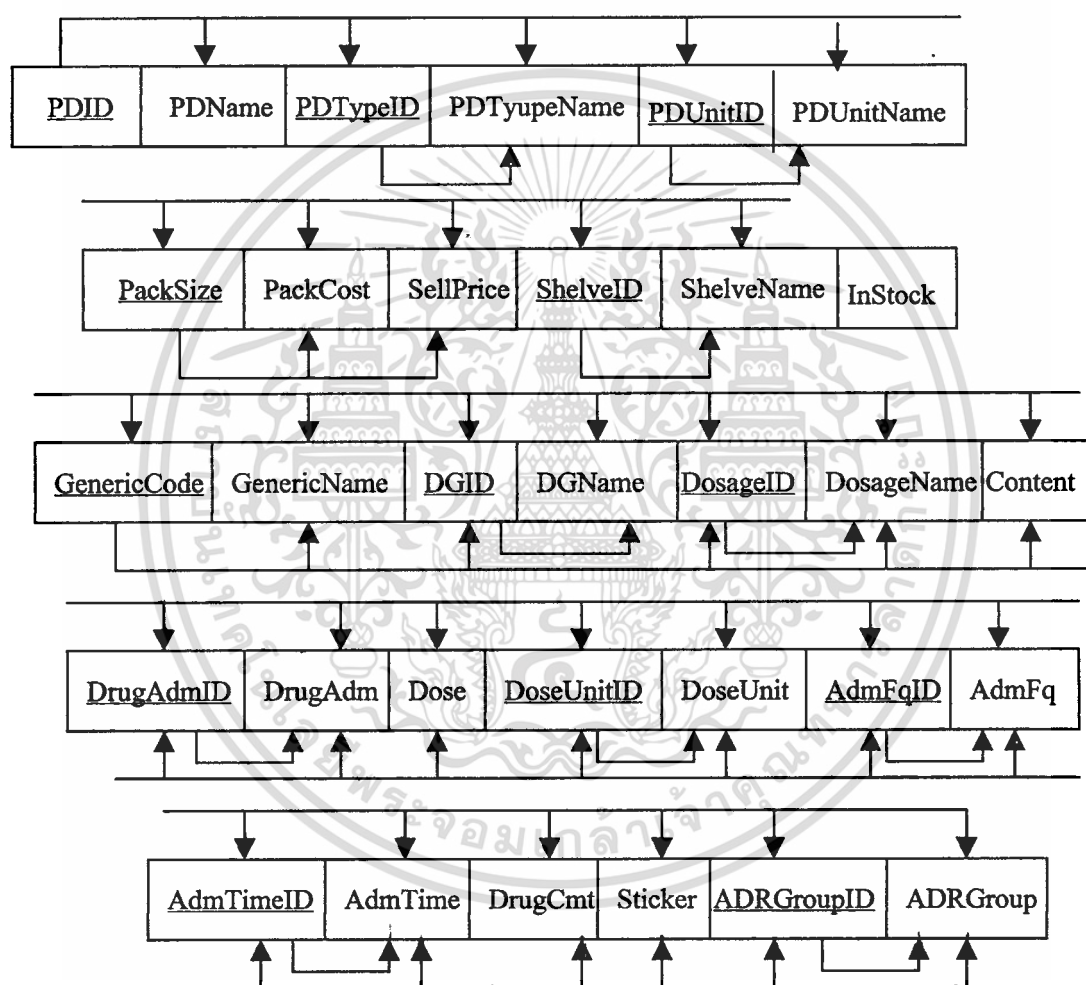 PDID PDName PDTypeID PDTyupeName PDUnitID PDUnitName
PackSize PackCost SellPrice ShelveID ShelveName InStock
GenericCode GenericName DGID DGName DosageID DosageName Content
DrugAdmID DrugAdm Dose DoseUnitID DoseUnit AdmFqID AdmFq
AdmTimeID AdmTime DrugCmt Sticker ADRGroupID ADRGroup